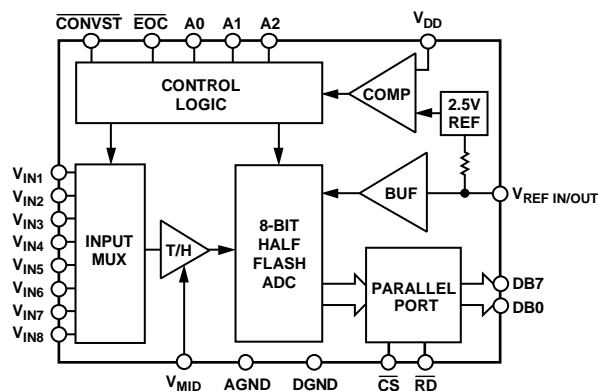 CONVST EOC A0 A1 A2
VDD
CONTROL
LOGIC
COMP
2.5V
REF
VIN1
VIN2
VIN3
VIN4
VIN5
VIN6
VIN7
VIN8
INPUT
MUX
T/H
8-BIT
HALF
FLASH
ADC
BUF
VREF IN/OUT
PARALLEL
PORT
DB7
DB0
VMID
AGND
DGND
CS
RD